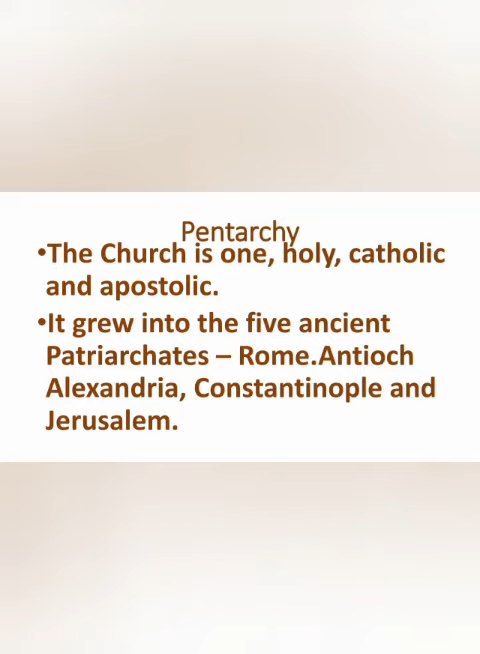 Pentarchy
•The Church is one, holy, catholic
and apostolic.
•It grew into the five ancient
Patriarchates – Rome.Antioch
Alexandria, Constantinople and
Jerusalem.